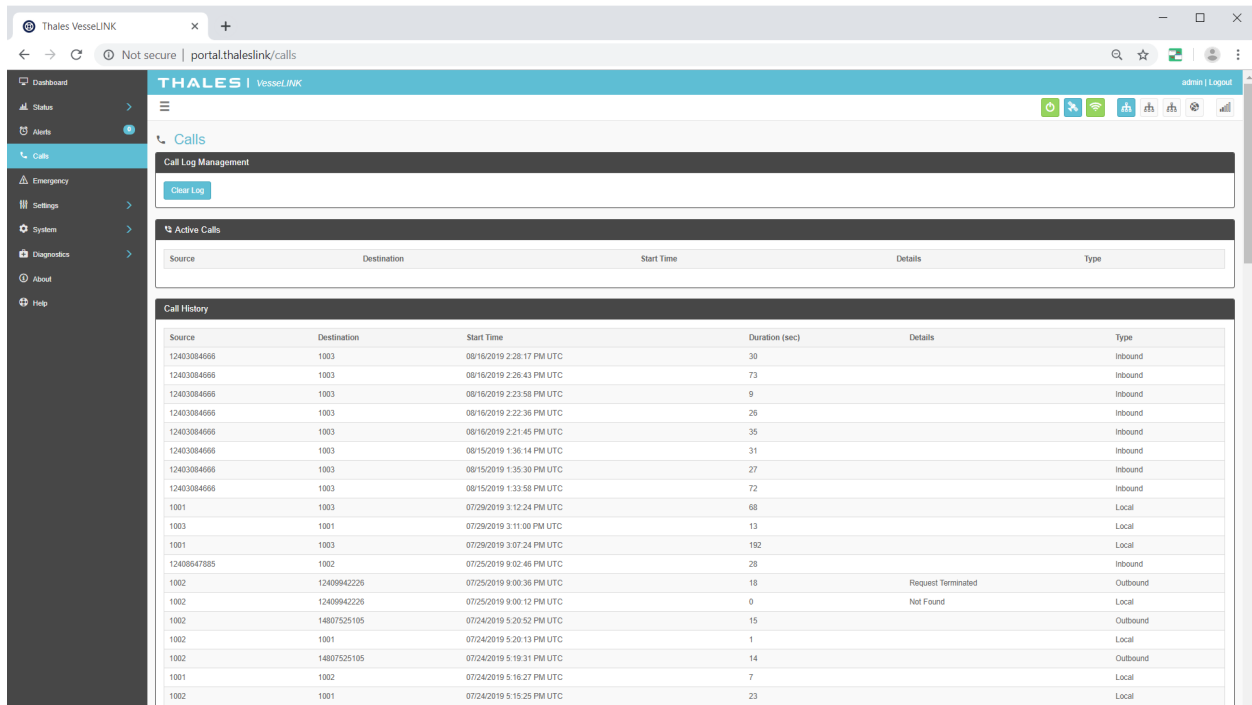 Thales VesseLINK
Not secure | portal.thaleslink/calls
Dashboard
Status
Alerts 0
Calls
Emergency
Settings
System
Diagnostics
About
Help
THALES | VesseLINK admin | Logout
Calls
Call Log Management
Clear Log
Active Calls
Source Destination Start Time Details Type
Call History
Source Destination Start Time Duration (sec) Details Type
12403084666 1003 08/16/2019 2:28:17 PM UTC 30 Inbound
12403084666 1003 08/16/2019 2:26:43 PM UTC 73 Inbound
12403084666 1003 08/16/2019 2:23:58 PM UTC 9 Inbound
12403084666 1003 08/16/2019 2:22:36 PM UTC 26 Inbound
12403084666 1003 08/16/2019 2:21:45 PM UTC 35 Inbound
12403084666 1003 08/15/2019 1:36:14 PM UTC 31 Inbound
12403084666 1003 08/15/2019 1:35:30 PM UTC 27 Inbound
12403084666 1003 08/15/2019 1:33:58 PM UTC 72 Inbound
1001 1003 07/29/2019 3:12:24 PM UTC 68 Local
1003 1001 07/29/2019 3:11:00 PM UTC 13 Local
1001 1003 07/29/2019 3:07:24 PM UTC 192 Local
12408647885 1002 07/25/2019 9:02:46 PM UTC 28 Inbound
1002 12409942226 07/25/2019 9:00:36 PM UTC 18 Request Terminated Outbound
1002 12409942226 07/25/2019 9:00:12 PM UTC 0 Not Found Local
1002 14807525105 07/24/2019 5:20:52 PM UTC 15 Outbound
1002 1001 07/24/2019 5:20:13 PM UTC 1 Local
1002 14807525105 07/24/2019 5:19:31 PM UTC 14 Outbound
1001 1002 07/24/2019 5:16:27 PM UTC 7 Local
1002 1001 07/24/2019 5:15:25 PM UTC 23 Local